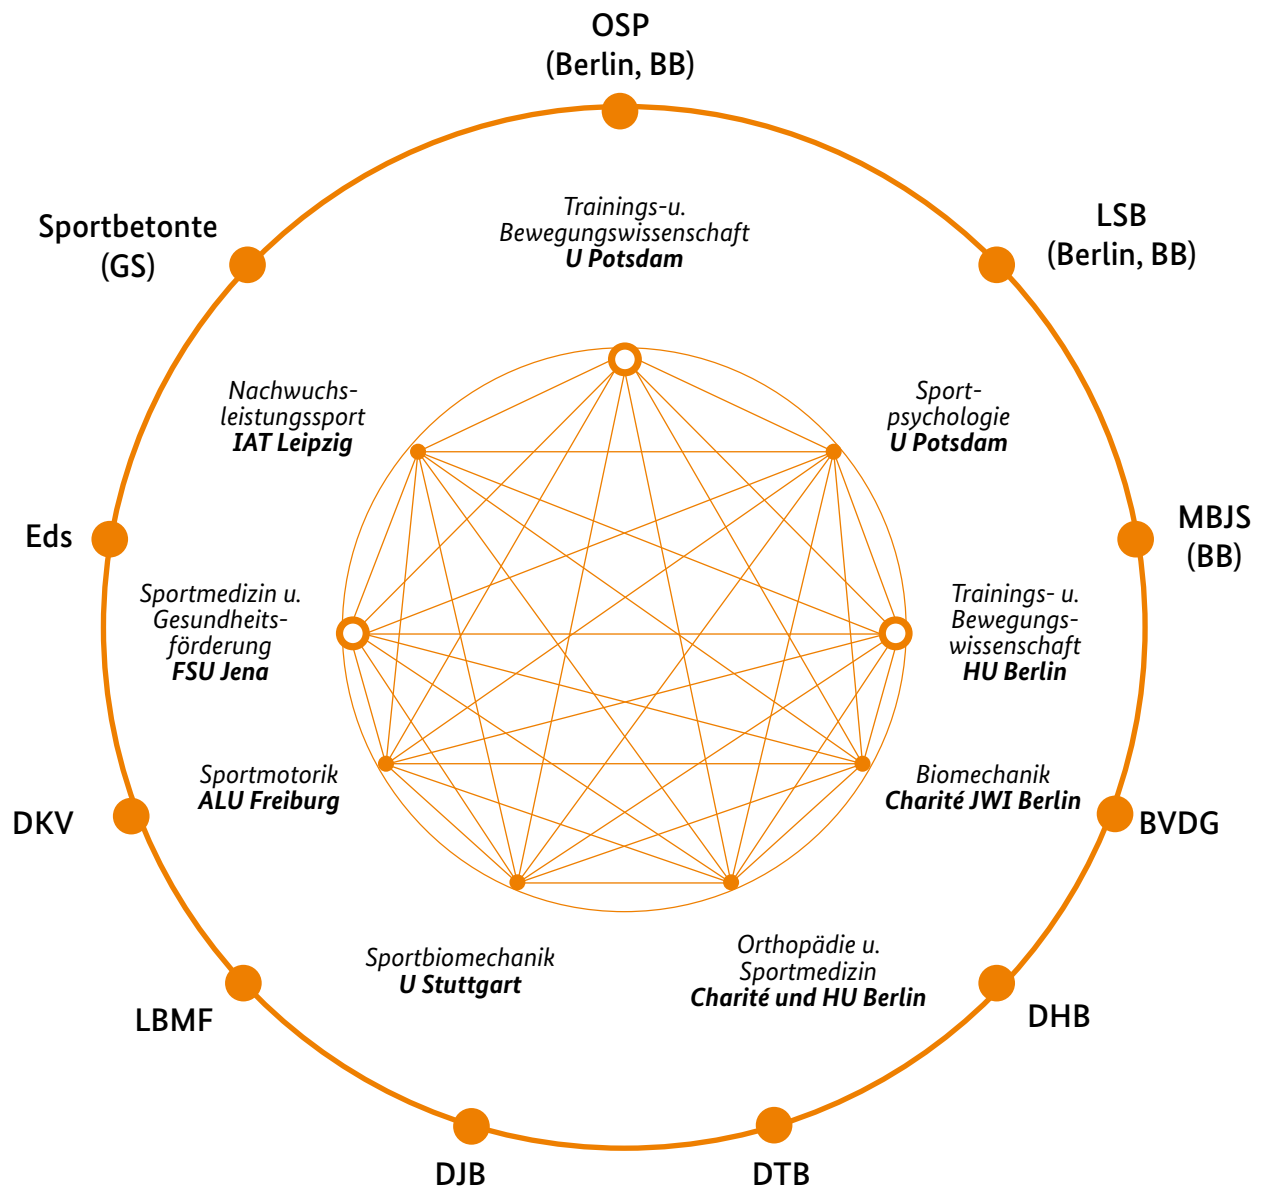 OSP
(Berlin, BB)
Trainings-u.
Bewegungswissenschaft
U Potsdam
Sportbetonte
(GS)
LSB
(Berlin, BB)
Nachwuchs-
leistungssport
IAT Leipzig
Sport-
psychologie
U Potsdam
Eds
MBJS
(BB)
Sportmedizin u.
Gesundheits-
förderung
FSU Jena
Trainings- u.
Bewegungs-
wissenschaft
HU Berlin
Sportmotorik
ALU Freiburg
Biomechanik
Charité JWI Berlin
DKV
BVDG
Sportbiomechanik
U Stuttgart
Orthopädie u.
Sportmedizin
Charité und HU Berlin
LBMF
DHB
DJB
DTB